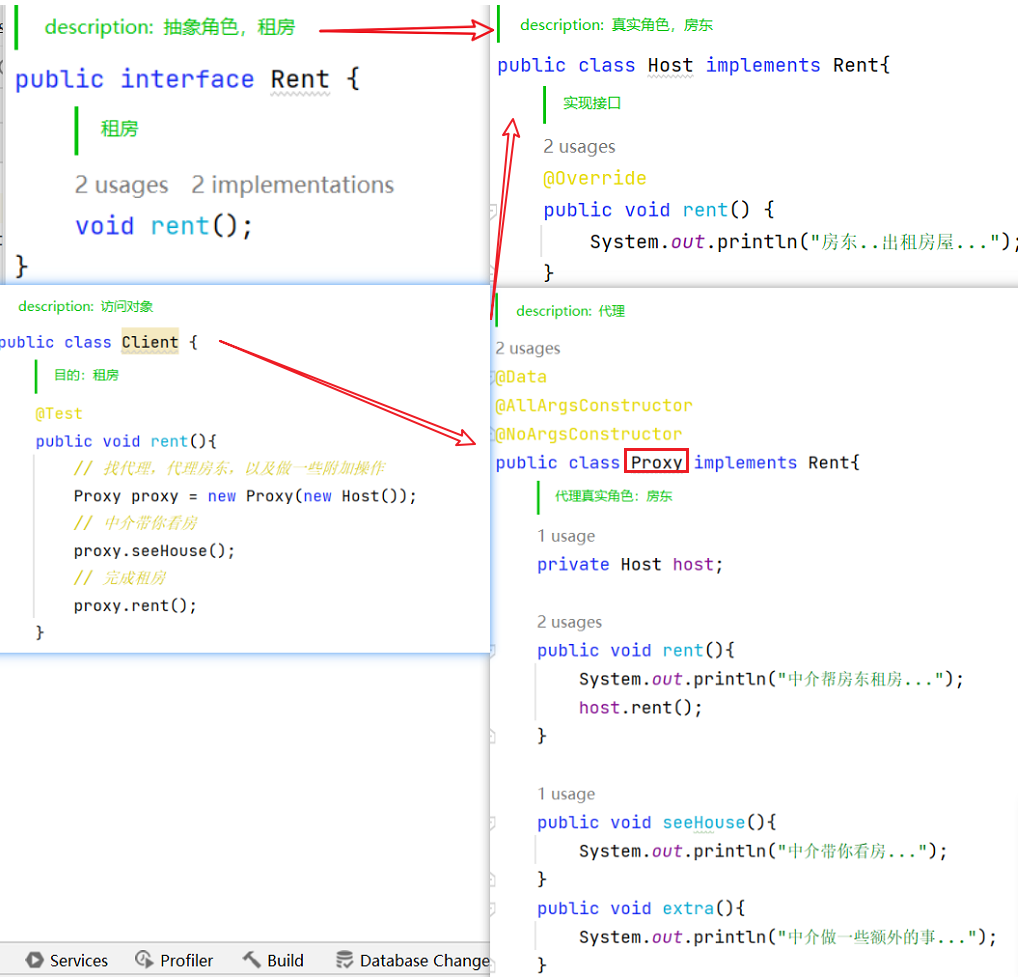 description: 抽象角色，租房
public interface Rent {
租房
2 usages 2 implementations
void rent();
}
description: 真实角色，房东
public class Host implements Rent{
实现接口
2 usages
@Override
public void rent() {
System.out.println("房东..出租房屋...");
}
description: 访问对象
public class Client {
目的：租房
@Test
public void rent(){
// 找代理，代理房东，以及做一些附加操作
Proxy proxy = new Proxy(new Host());
// 中介带你看房
proxy.seeHouse();
// 完成租房
proxy.rent();
}
description: 代理
2 usages
@Data
@AllArgsConstructor
@NoArgsConstructor
public class Proxy implements Rent{
代理真实角色：房东
1 usage
private Host host;
2 usages
public void rent(){
System.out.println("中介帮房东租房...");
host.rent();
}
1 usage
public void seeHouse(){
System.out.println("中介带你看房...");
}
public void extra(){
System.out.println("中介做一些额外的事...");
}
Services Profiler Build Database Change